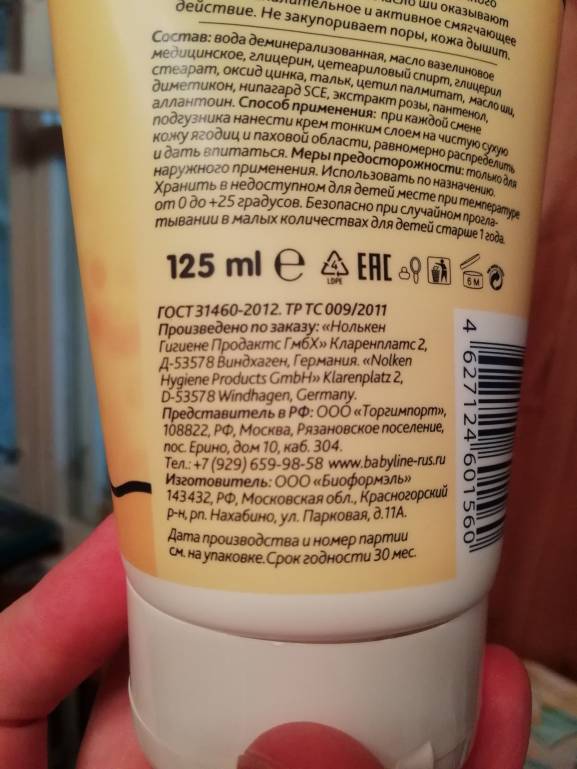 масло ши оказывают
и активное смягчающее
действие. Не закупоривает поры, кожа дышит.
Состав: вода деминерализованная, масло вазелиновое
медицинское, глицерин, цетеариловый спирт, глицерил
стеарат, оксид цинка, тальк, цетил палмитат, масло ши,
диметикон, нипагард SCE, экстракт розы, пантенол,
аллантоин. Способ применения: при каждой смене
подгузника нанести крем тонким слоем на чистую сухую
кожу ягодиц и паховой области, равномерно распределить
и дать впитаться. Меры предосторожности: только для
наружного применения. Использовать по назначению.
Хранить в недоступном для детей месте при температуре
от 0 до +25 градусов. Безопасно при случайном прогла-
тывании в малых количествах для детей старше 1 года.
125 ml e 4 LDPE EAC 6 M
ГОСТ 31460-2012. ТР ТС 009/2011
Произведено по заказу: «Нолькен
Гигиене Продактс ГмбХ» Кларенплатс 2,
Д-53578 Виндхаген, Германия. «Nolken
Hygiene Products GmbH» Klarenplatz 2,
D-53578 Windhagen, Germany.
Представитель в РФ: ООО «Торгимпорт»,
108822, РФ, Москва, Рязановское поселение,
пос. Ерино, дом 10, каб. 304.
Тел.: +7 (929) 659-98-58 www.babyline-rus.ru
Изготовитель: ООО «Биоформэль»
143432, РФ, Московская обл., Красногорский
р-н, рп. Нахабино, ул. Парковая, д.11А.
Дата производства и номер партии
см. на упаковке. Срок годности 30 мес.
4 627124 601560